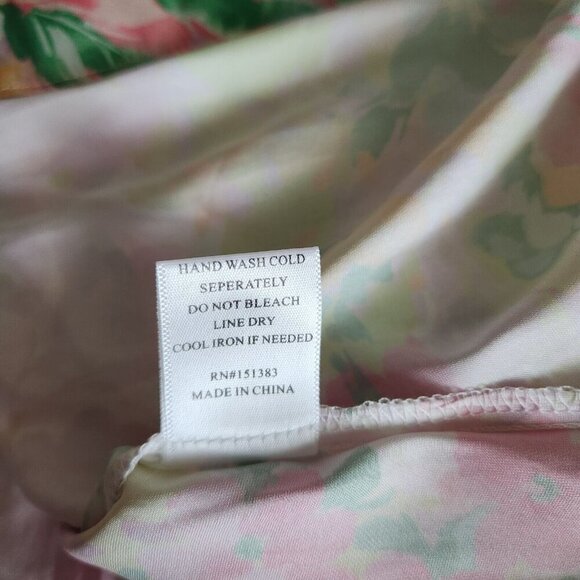 HAND WASH COLD
SEPERATELY
DO NOT BLEACH
LINE DRY
COOL IRON IF NEEDED
RN#151383
MADE IN CHINA